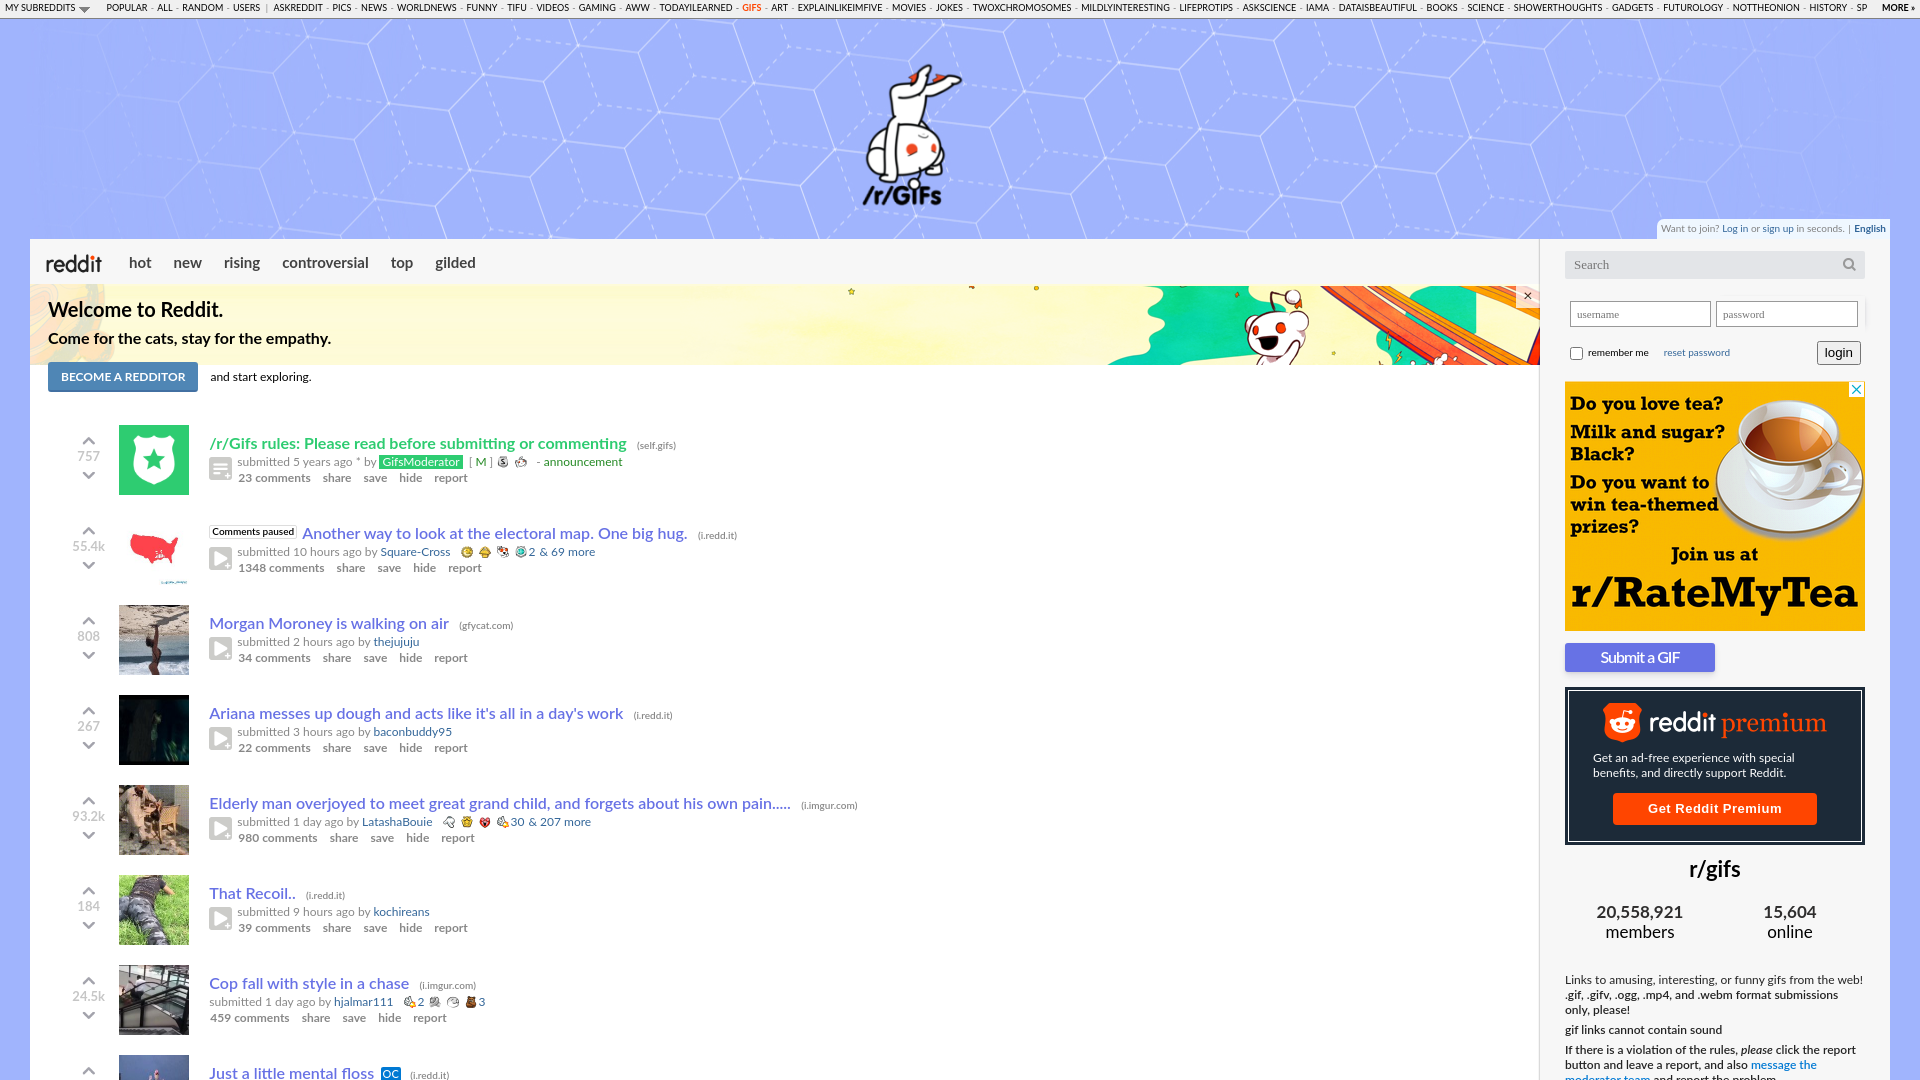 MY SUBREDDITS POPULAR - ALL - RANDOM - USERS | ASKREDDIT - PICS - NEWS - WORLDNEWS - FUNNY - TIFU - VIDEOS - GAMING - AWW - TODAYILEARNED - GIFS - ART - EXPLAINLIKEIMFIVE - MOVIES - JOKES - TWOXCHROMOSOMES - MILDLYINTERESTING - LIFEPROTIPS - ASKSCIENCE - IAMA - DATAISBEAUTIFUL - BOOKS - SCIENCE - SHOWERTHOUGHTS - GADGETS - FUTUROLOGY - NOTTHEONION - HISTORY - SP MORE »
/r/GIFs
Want to join? Log in or sign up in seconds. | English
reddit hot new rising controversial top gilded
Welcome to Reddit.
Come for the cats, stay for the empathy.
BECOME A REDDITOR and start exploring.
757
/r/Gifs rules: Please read before submitting or commenting (self.gifs)
submitted 5 years ago * by GifsModerator [ M ] - announcement
23 comments share save hide report
55.4k
Comments paused Another way to look at the electoral map. One big hug. (i.redd.it)
submitted 10 hours ago by Square-Cross 2 & 69 more
1348 comments share save hide report
808
Morgan Moroney is walking on air (gfycat.com)
submitted 2 hours ago by thejujuju
34 comments share save hide report
267
Ariana messes up dough and acts like it's all in a day's work (i.redd.it)
submitted 3 hours ago by baconbuddy95
22 comments share save hide report
93.2k
Elderly man overjoyed to meet great grand child, and forgets about his own pain..... (i.imgur.com)
submitted 1 day ago by LatashaBouie 30 & 207 more
980 comments share save hide report
184
That Recoil.. (i.redd.it)
submitted 9 hours ago by kochireans
39 comments share save hide report
24.5k
Cop fall with style in a chase (i.imgur.com)
submitted 1 day ago by hjalmar111 2 3
459 comments share save hide report
Just a little mental floss OC (i.redd.it)
Search
username password
remember me reset password login
Do you love tea?
Milk and sugar?
Black?
Do you want to
win tea-themed
prizes?
Join us at
r/RateMyTea
Submit a GIF
reddit premium
Get an ad-free experience with special
benefits, and directly support Reddit.
Get Reddit Premium
r/gifs
20,558,921 15,604
members online
Links to amusing, interesting, or funny gifs from the web!
.gif, .gifv, .ogg, .mp4, and .webm format submissions
only, please!
gif links cannot contain sound
If there is a violation of the rules, please click the report
button and leave a report, and also message the
moderator team and report the problem